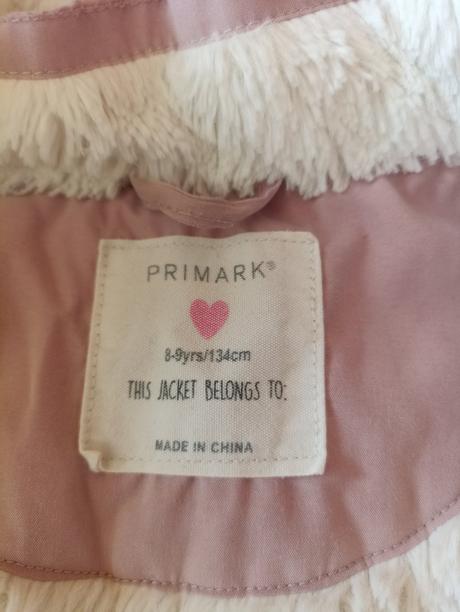 PRIMARK®
8-9yrs/134cm
THIS JACKET BELONGS TO:
MADE IN CHINA